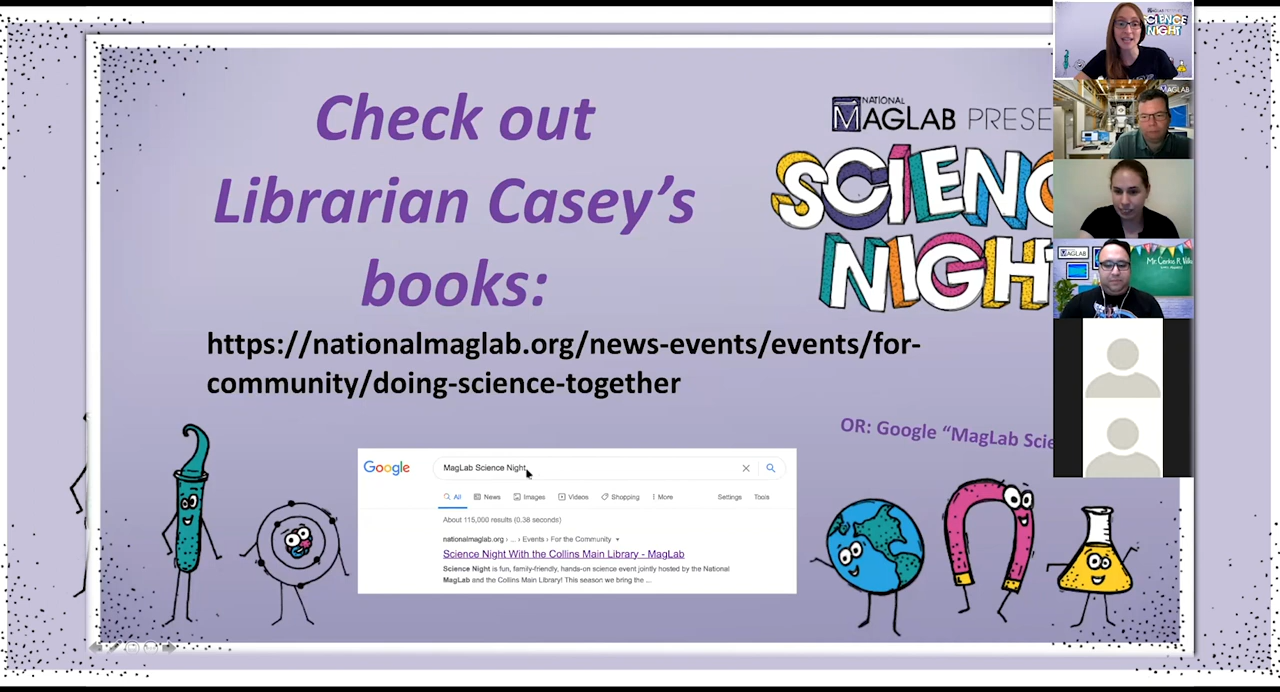 Check out
Librarian Casey's
books:
NATIONAL
MAGLAB PRESE
SCIENC
NIGH
https://nationalmaglab.org/news-events/events/for-
community/doing-science-together
OR: Google "MagLab Scie
Google
MagLab Science Night
All News Images Videos Shopping More Settings Tools
About 115,000 results (0.38 seconds)
nationalmaglab.org › ... › Events › For the Community
Science Night With the Collins Main Library - MagLab
Science Night is fun, family-friendly, hands-on science event jointly hosted by the National
MagLab and the Collins Main Library! This season we bring the ...
SCIENCE
NIGHT
MAGLAB
MAGLAB